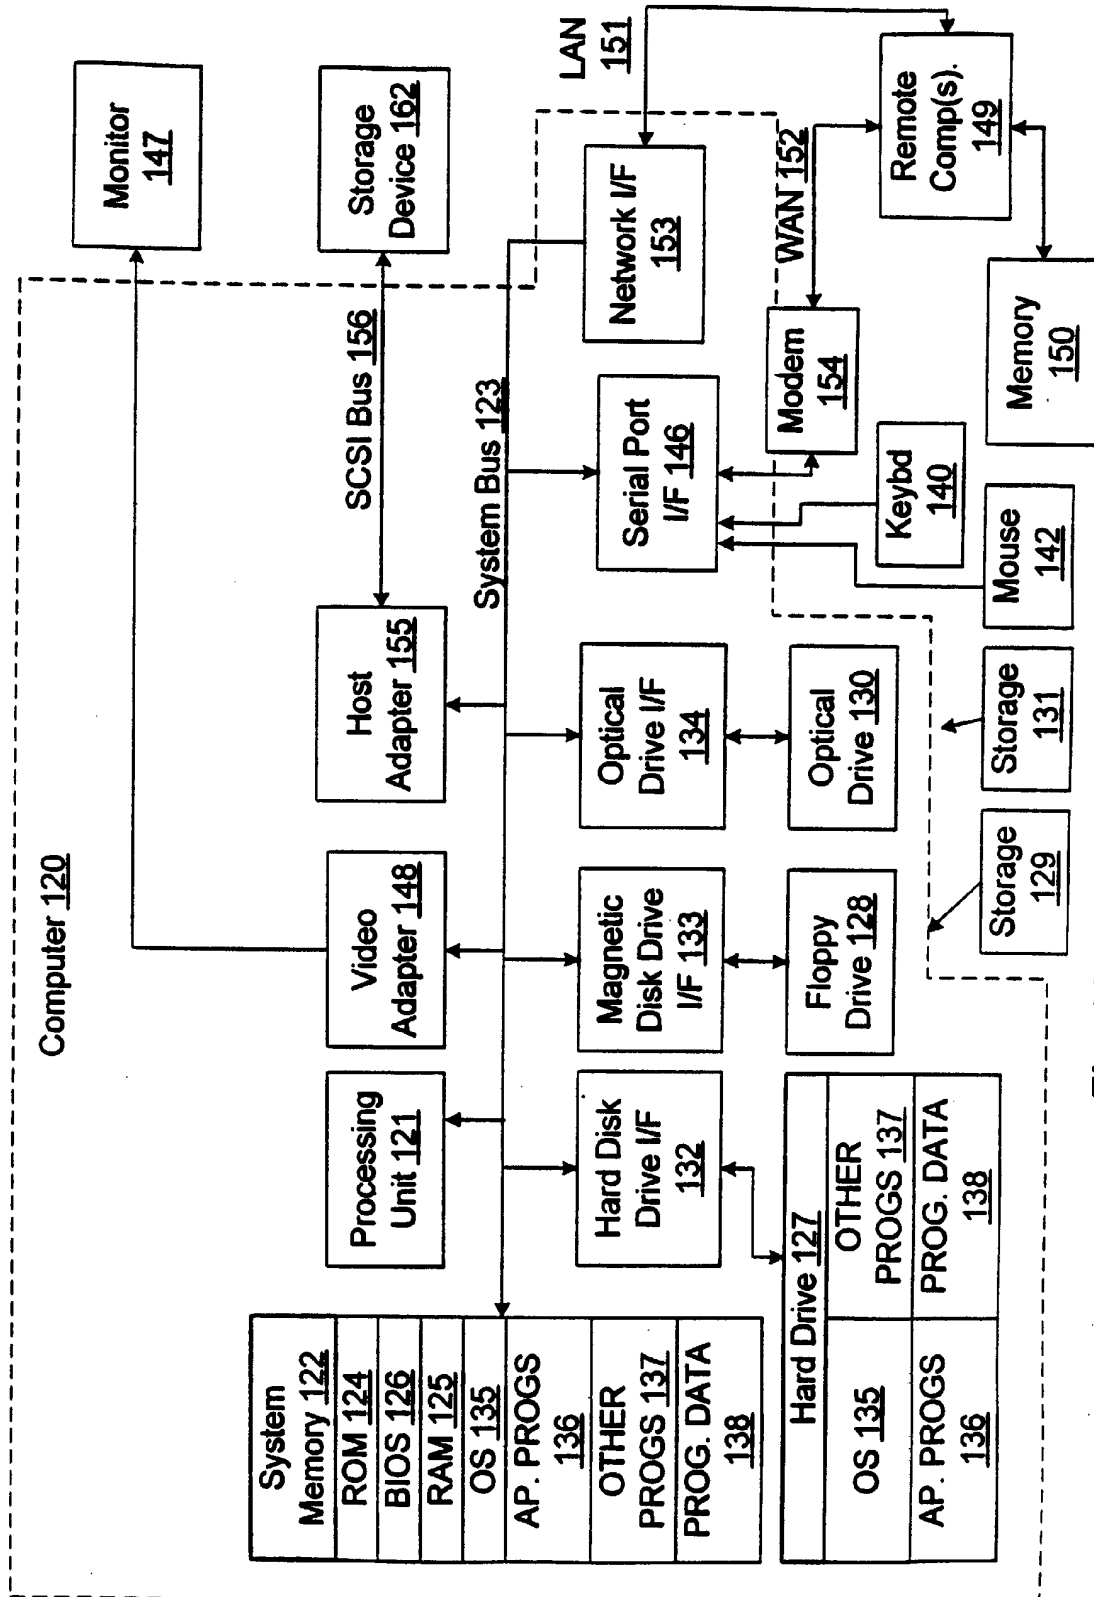 Computer 120
Monitor
147
Storage
Device 162
SCSI Bus 156
Host
Adapter 155
Video
Adapter 148
Processing
Unit 121
System
Memory 122
ROM 124
BIOS 126
RAM 125
OS 135
AP. PROGS
136
OTHER
PROGS 137
PROG. DATA
138
System Bus 123
Hard Disk
Drive I/F
132
Magnetic
Disk Drive
I/F 133
Optical
Drive I/F
134
Serial Port
I/F 146
Network I/F
153
LAN
151
Hard Drive 127
OS 135
OTHER
PROGS 137
AP. PROGS
136
PROG. DATA
138
Floppy
Drive 128
Optical
Drive 130
Modem
154
WAN 152
Remote
Comp(s).
149
Keybd
140
Storage
129
Storage
131
Mouse
142
Memory
150